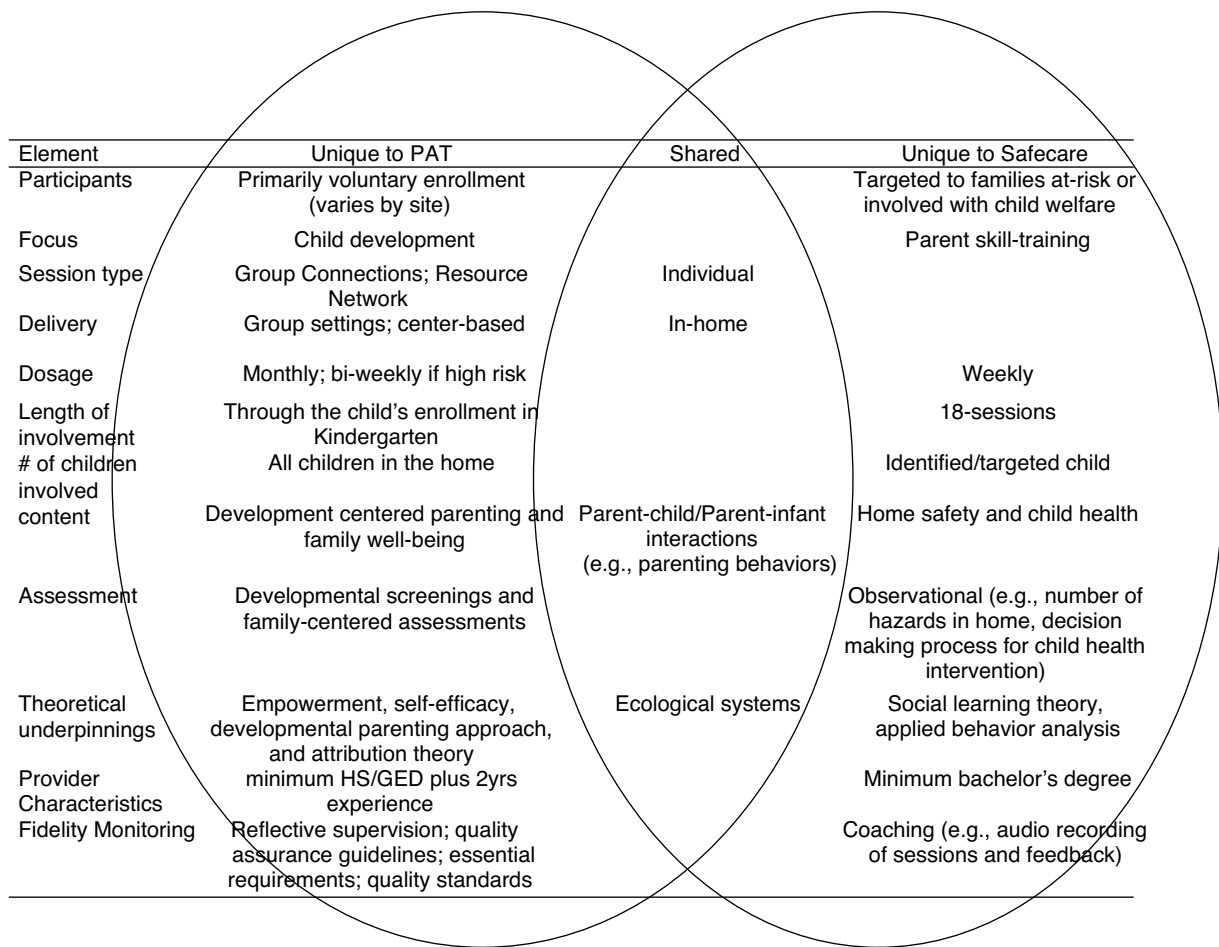 Element Unique to PAT Shared Unique to Safecare
Participants Primarily voluntary enrollment Targeted to families at-risk or
(varies by site) involved with child welfare
Focus Child development Parent skill-training
Session type Group Connections; Resource Individual
Network
Delivery Group settings; center-based In-home
Dosage Monthly; bi-weekly if high risk Weekly
Length of Through the child's enrollment in 18-sessions
involvement Kindergarten
# of children All children in the home Identified/targeted child
involved
content Development centered parenting and Parent-child/Parent-infant Home safety and child health
family well-being interactions
(e.g., parenting behaviors)
Assessment Developmental screenings and Observational (e.g., number of
family-centered assessments hazards in home, decision
making process for child health
intervention)
Theoretical Empowerment, self-efficacy, Ecological systems Social learning theory,
underpinnings developmental parenting approach, applied behavior analysis
and attribution theory
Provider minimum HS/GED plus 2yrs Minimum bachelor's degree
Characteristics experience
Fidelity Monitoring Reflective supervision; quality Coaching (e.g., audio recording
assurance guidelines; essential of sessions and feedback)
requirements; quality standards